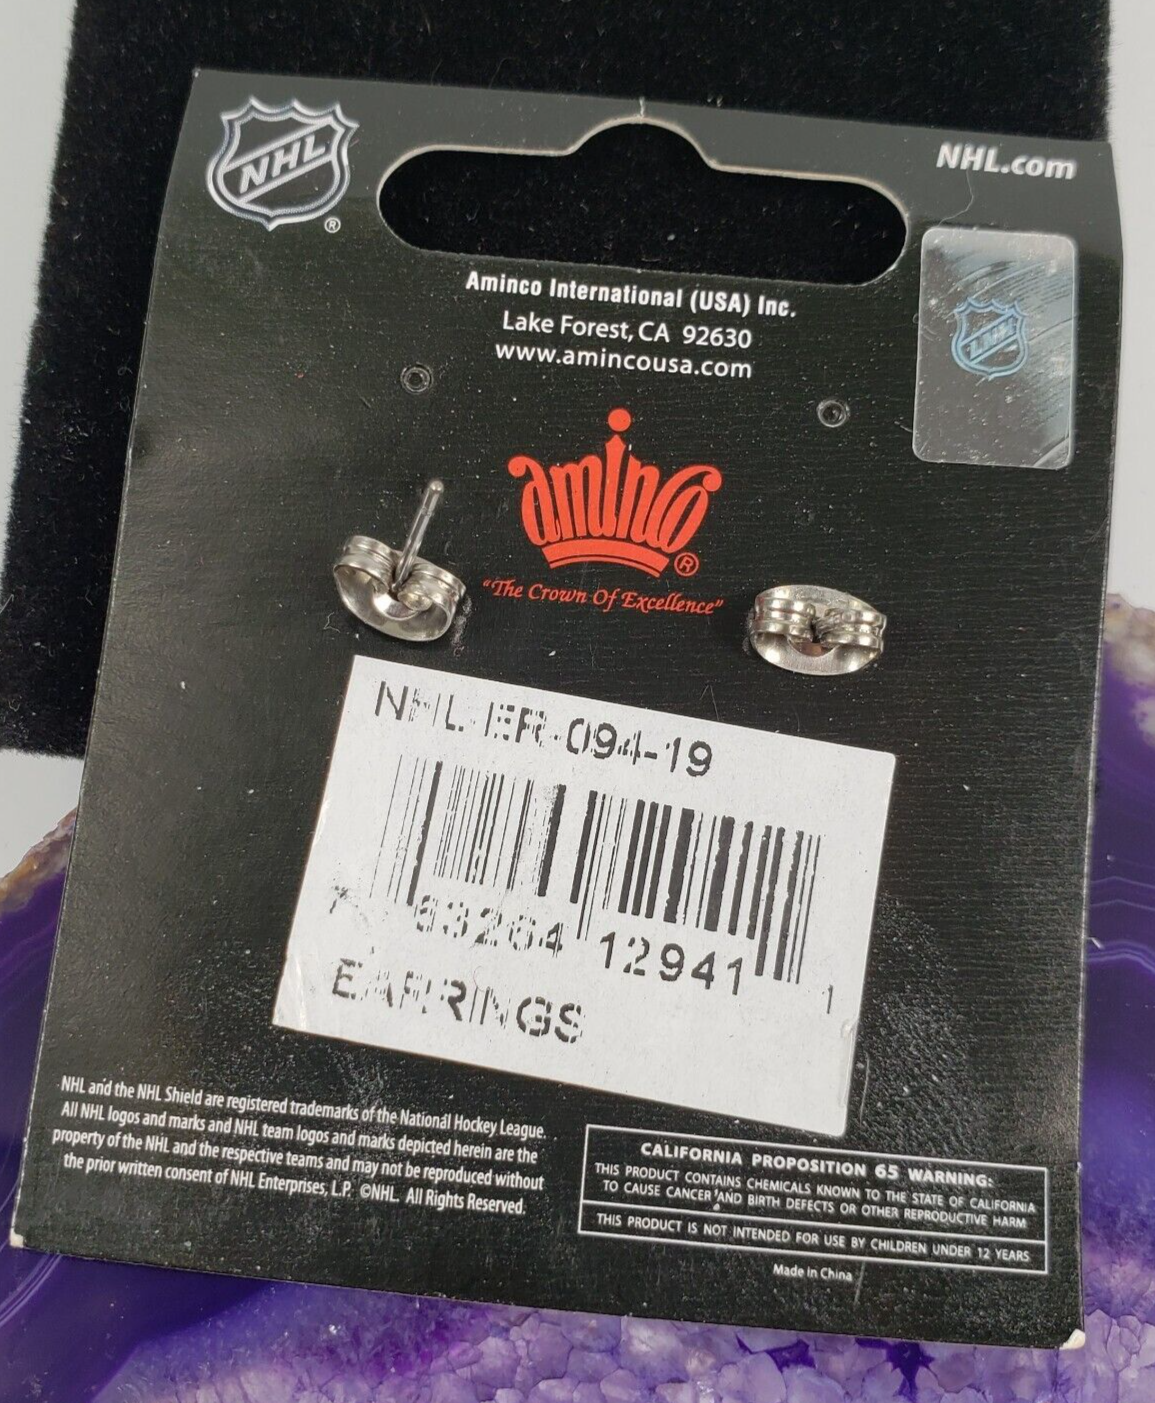 NHL
®
NHL.com
Aminco International (USA) Inc.
Lake Forest, CA 92630
www.amincousa.com
aminco
®
"The Crown Of Excellence"
NHL-ER-094-19
7 63264 12941 1
EARRINGS
NHL and the NHL Shield are registered trademarks of the National Hockey League.
All NHL logos and marks and NHL team logos and marks depicted herein are the
property of the NHL and the respective teams and may not be reproduced without
the prior written consent of NHL Enterprises, L.P. ©NHL. All Rights Reserved.
CALIFORNIA PROPOSITION 65 WARNING:
THIS PRODUCT CONTAINS CHEMICALS KNOWN TO THE STATE OF CALIFORNIA
TO CAUSE CANCER AND BIRTH DEFECTS OR OTHER REPRODUCTIVE HARM
THIS PRODUCT IS NOT INTENDED FOR USE BY CHILDREN UNDER 12 YEARS
Made in China